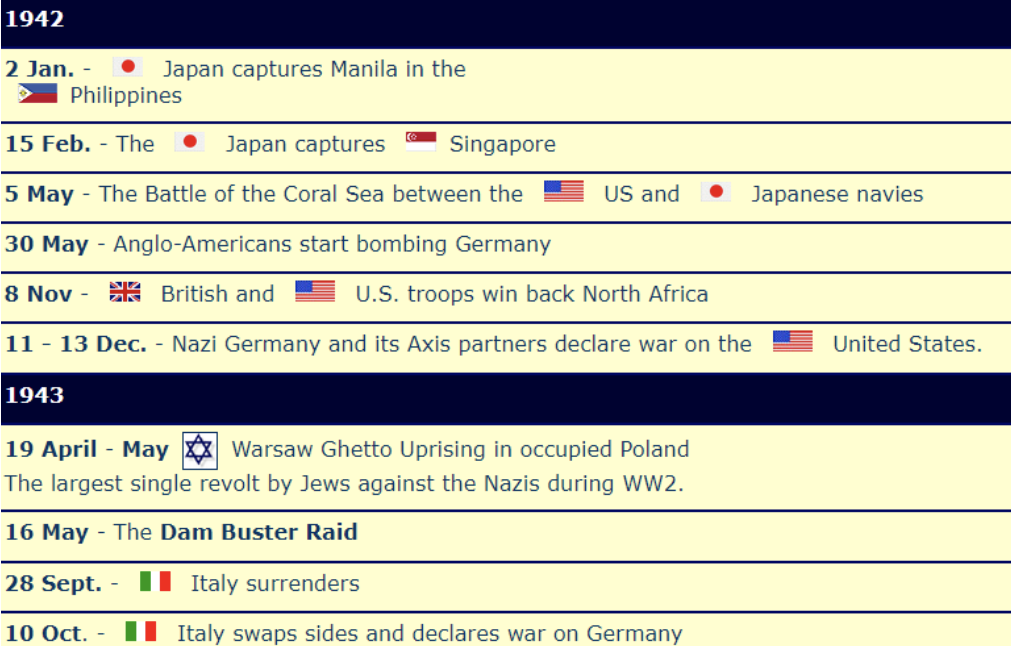 1942
2 Jan. - Japan captures Manila in the
Philippines
15 Feb. - The Japan captures Singapore
5 May - The Battle of the Coral Sea between the US and Japanese navies
30 May - Anglo-Americans start bombing Germany
8 Nov - British and U.S. troops win back North Africa
11 - 13 Dec. - Nazi Germany and its Axis partners declare war on the United States.
1943
19 April - May Warsaw Ghetto Uprising in occupied Poland
The largest single revolt by Jews against the Nazis during WW2.
16 May - The Dam Buster Raid
28 Sept. - Italy surrenders
10 Oct. - Italy swaps sides and declares war on Germany